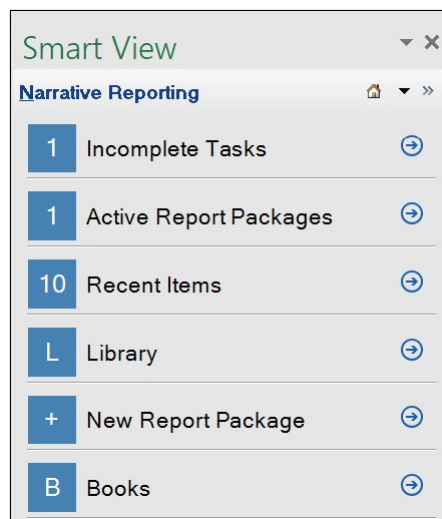 Smart View
Narrative Reporting
1 Incomplete Tasks
1 Active Report Packages
10 Recent Items
L Library
+ New Report Package
B Books